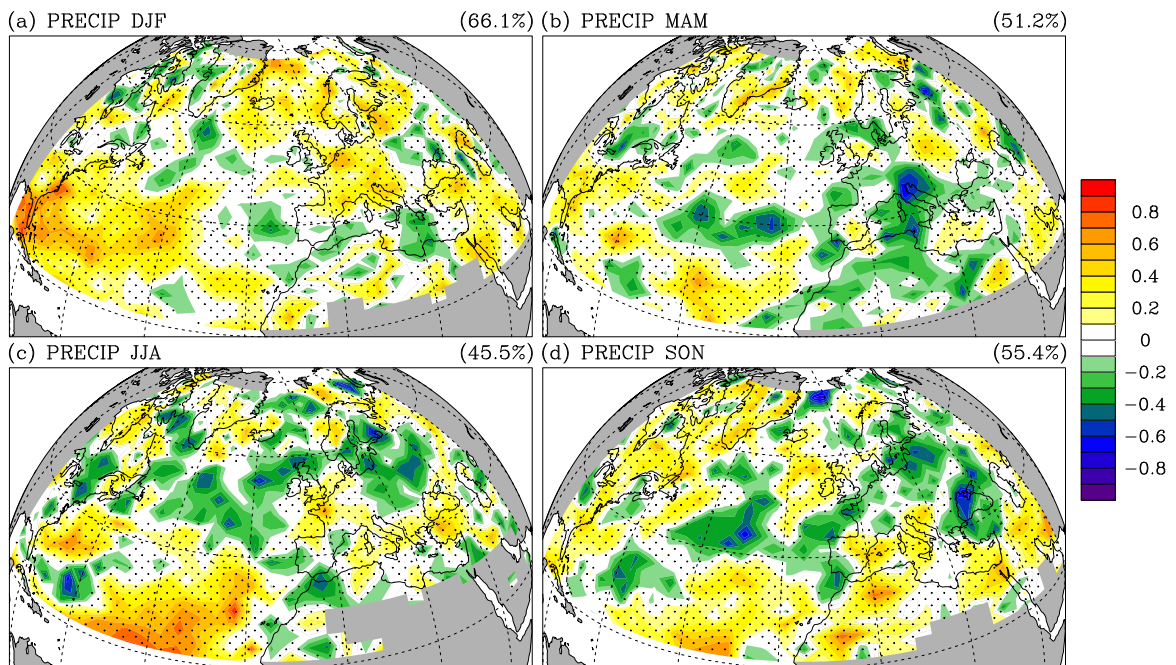 (a) PRECIP DJF (66.1%)
(b) PRECIP MAM (51.2%)
(c) PRECIP JJA (45.5%)
(d) PRECIP SON (55.4%)
0.8
0.6
0.4
0.2
0
−0.2
−0.4
−0.6
−0.8